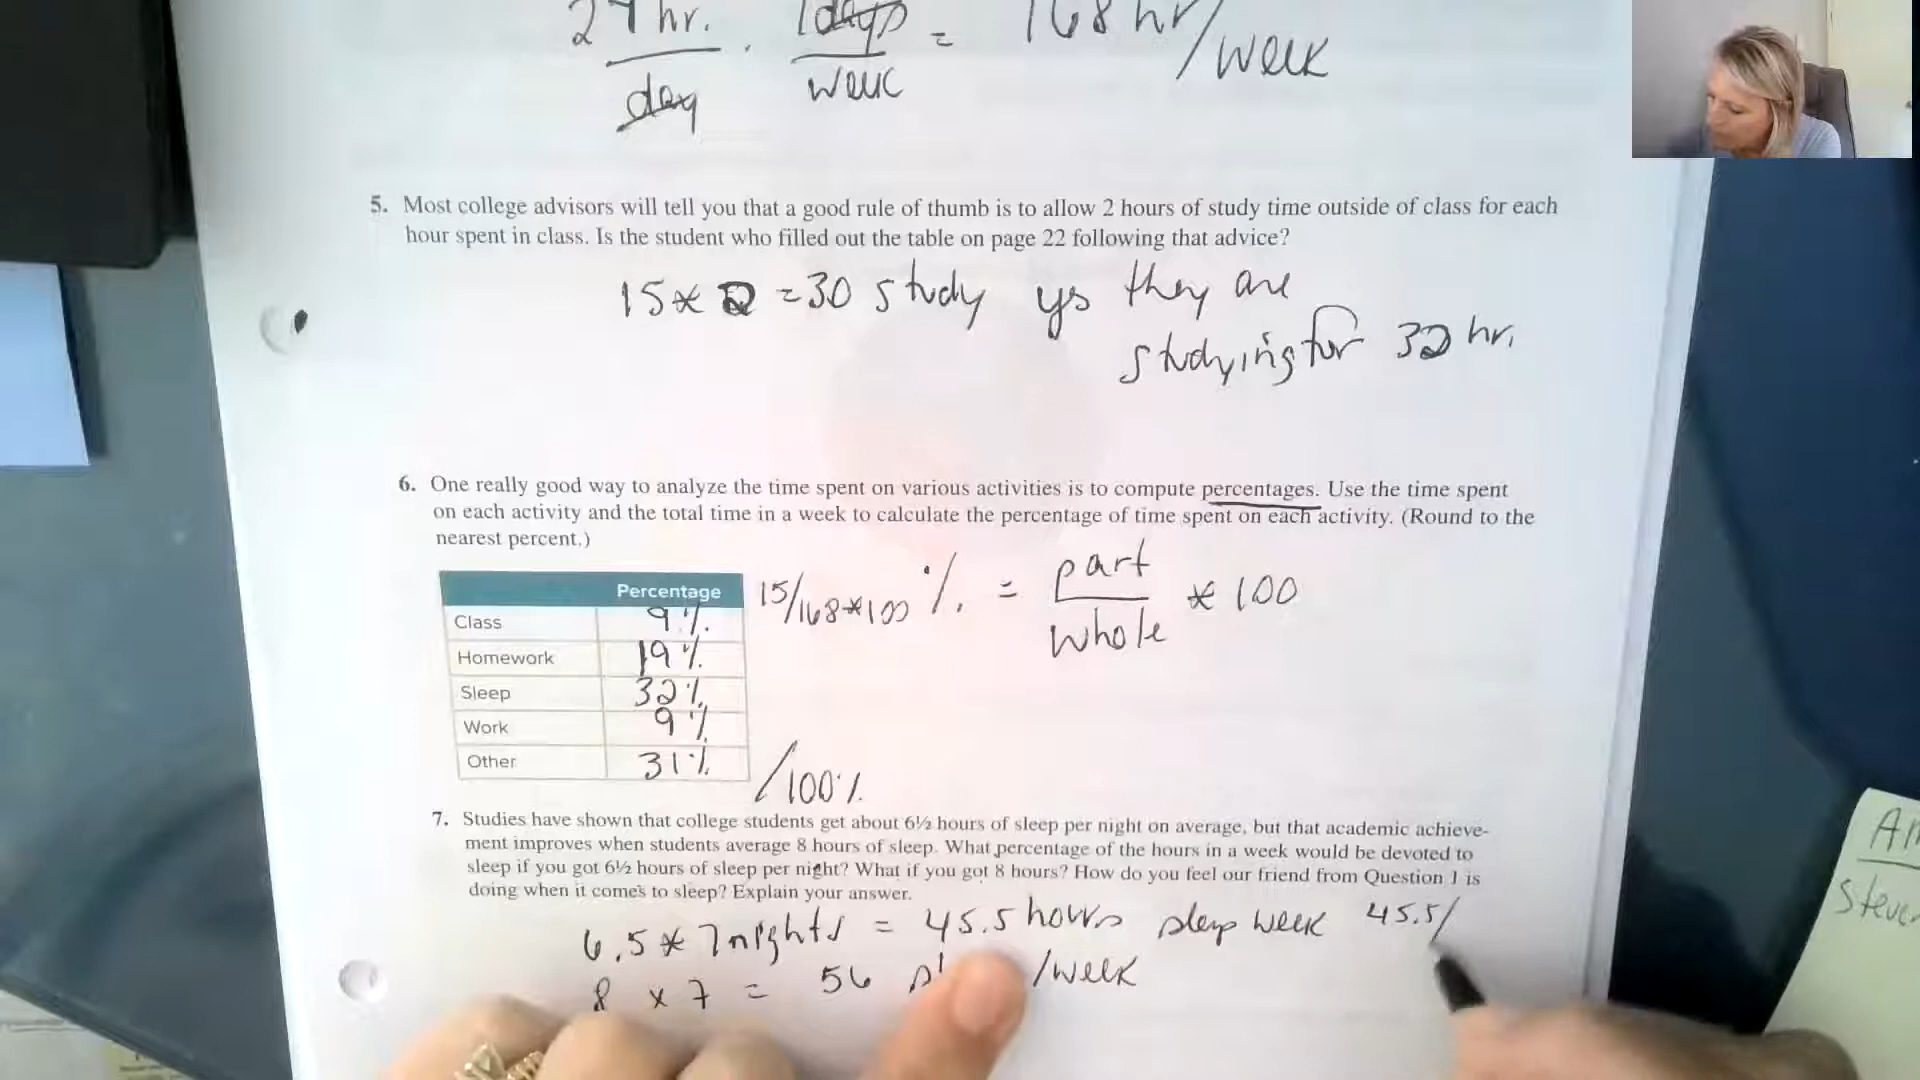 24 hr. . 7days = 168 hr/week
day week
5. Most college advisors will tell you that a good rule of thumb is to allow 2 hours of study time outside of class for each
hour spent in class. Is the student who filled out the table on page 22 following that advice?
15 * 2 = 30 study ys they are
studying for 32 hr.
6. One really good way to analyze the time spent on various activities is to compute percentages. Use the time spent
on each activity and the total time in a week to calculate the percentage of time spent on each activity. (Round to the
nearest percent.)
% = part/whole * 100
Percentage 15/168*100
Class 9%
Homework 19%
Sleep 32%
Work 9%
Other 31% /100%
7. Studies have shown that college students get about 6½ hours of sleep per night on average, but that academic achieve-
ment improves when students average 8 hours of sleep. What percentage of the hours in a week would be devoted to
sleep if you got 6½ hours of sleep per night? What if you got 8 hours? How do you feel our friend from Question 1 is
doing when it comes to sleep? Explain your answer.
6.5 * 7 nights = 45.5 hours sleep week 45.5/
8 x 7 = 56 /week